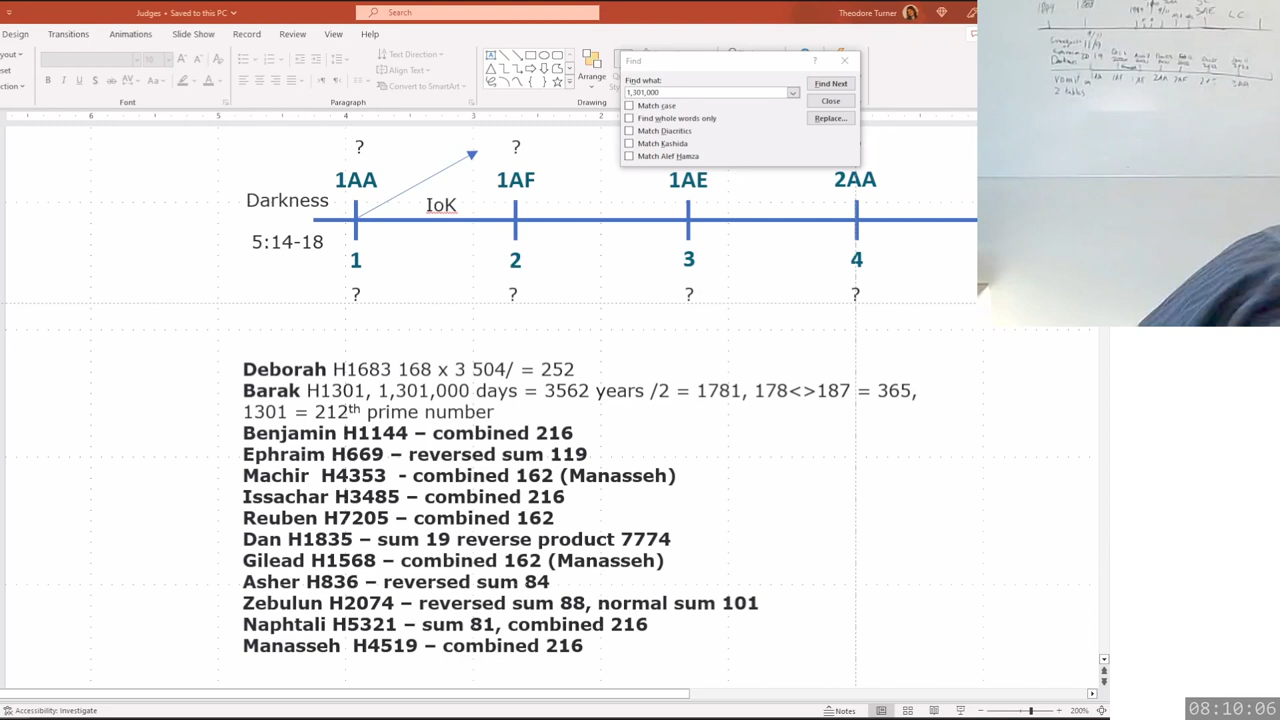 Judges • Saved to this PC
Search
Theodore Turner
Design Transitions Animations Slide Show Record Review View Help
Text Direction
Align Text
Convert to SmartArt
Arrange
Font Paragraph Drawing
Find ? ×
Find what:
1,301,000
Find Next
Close
Replace...
Match case
Find whole words only
Match Diacritics
Match Kashida
Match Alef Hamza
6 5 4 3 2
? ?
1AA 1AF 1AE 2AA
Darkness IoK
5:14-18
1 2 3 4
? ? ? ?
Deborah H1683 168 x 3 504/ = 252
Barak H1301, 1,301,000 days = 3562 years /2 = 1781, 178<>187 = 365,
1301 = 212th prime number
Benjamin H1144 – combined 216
Ephraim H669 – reversed sum 119
Machir H4353 - combined 162 (Manasseh)
Issachar H3485 – combined 216
Reuben H7205 – combined 162
Dan H1835 – sum 19 reverse product 7774
Gilead H1568 – combined 162 (Manasseh)
Asher H836 – reversed sum 84
Zebulun H2074 – reversed sum 88, normal sum 101
Naphtali H5321 – sum 81, combined 216
Manasseh H4519 – combined 216
Accessibility: Investigate
Notes
200%
08:10:06